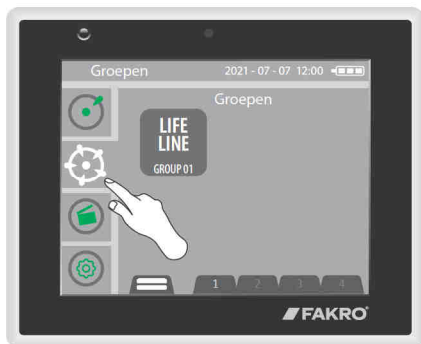 Groepen 2021 - 07 - 07 12:00
Groepen
LIFE
LINE
GROUP 01
1 2 3 4
FAKRO